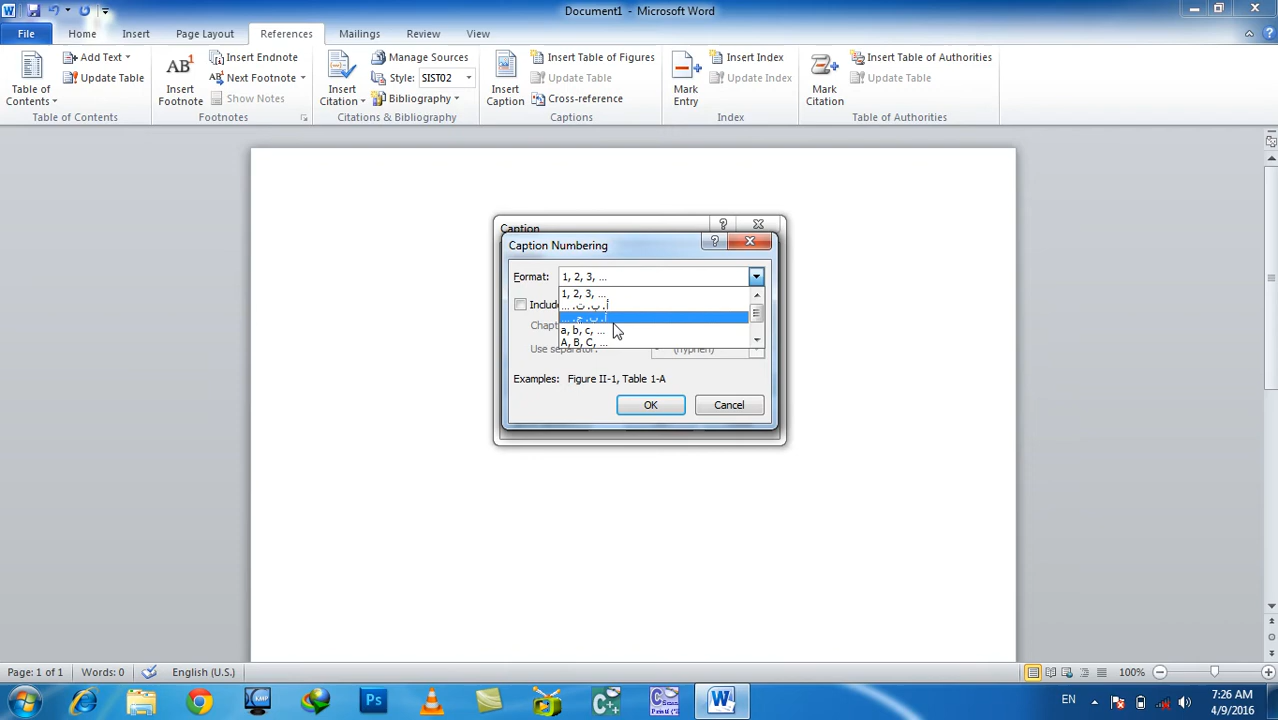 Document1 - Microsoft Word
File Home Insert Page Layout References Mailings Review View
Table of Contents
Add Text
Update Table
Table of Contents
AB¹ Insert Footnote
Insert Endnote
Next Footnote
Show Notes
Footnotes
Insert Citation
Manage Sources
Style: SIST02
Bibliography
Citations & Bibliography
Insert Caption
Insert Table of Figures
Update Table
Cross-reference
Captions
Mark Entry
Insert Index
Update Index
Index
Mark Citation
Insert Table of Authorities
Update Table
Table of Authorities
Caption
Caption Numbering
Format: 1, 2, 3, ...
1, 2, 3, ...
أ, ب, ت, ...
أ, ب, ج, ...
a, b, c, ...
A, B, C, ...
Use separator: - (hyphen)
Examples: Figure II-1, Table 1-A
OK Cancel
Page: 1 of 1 Words: 0 English (U.S.) 100%
Ps C++ EN
7:26 AM
4/9/2016